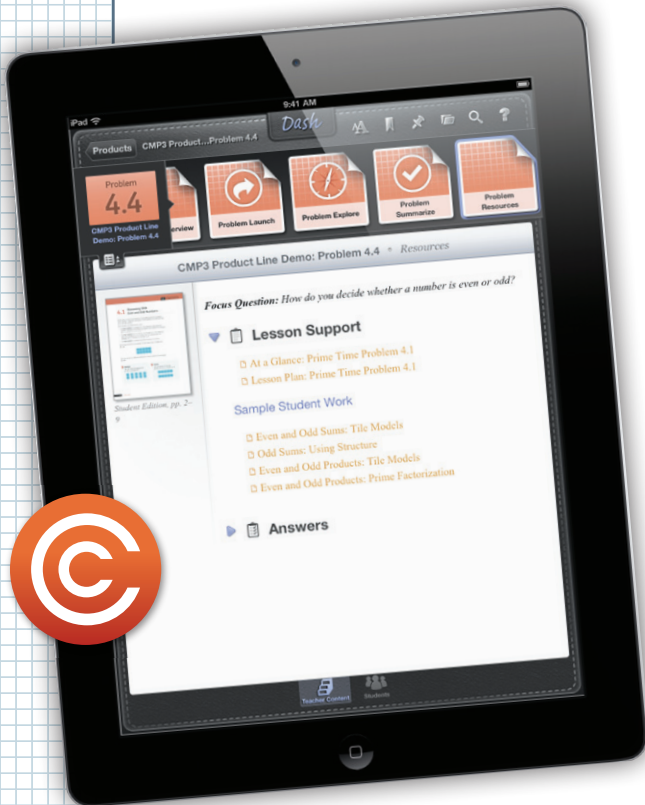 iPad
9:41 AM
Dash
Products
CMP3 Product...Problem 4.4
Problem
4.4
CMP3 Product Line
Demo: Problem 4.4
erview
Problem Launch
Problem Explore
Problem
Summarize
Problem
Resources
CMP3 Product Line Demo: Problem 4.4 • Resources
Focus Question: How do you decide whether a number is even or odd?
Lesson Support
At a Glance: Prime Time Problem 4.1
Lesson Plan: Prime Time Problem 4.1
Sample Student Work
Even and Odd Sums: Tile Models
Odd Sums: Using Structure
Even and Odd Products: Tile Models
Even and Odd Products: Prime Factorization
Answers
4.1
Student Edition, pp. 2–
9
Teacher Content
Students